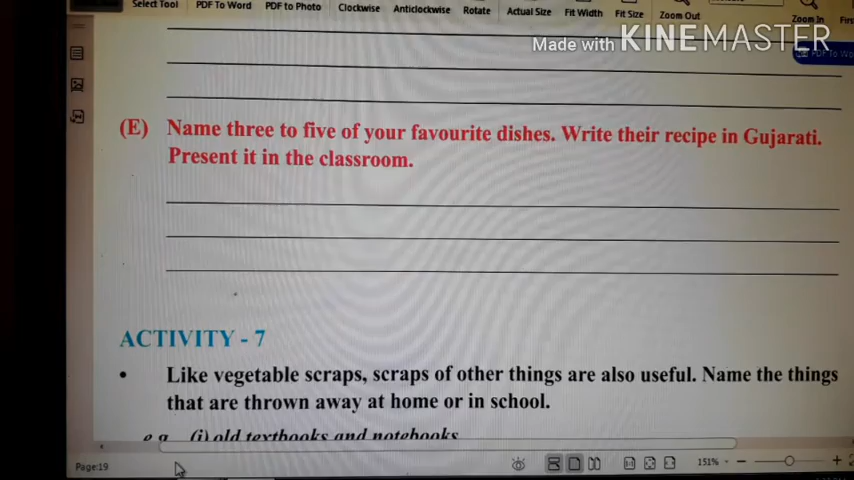 Select Tool PDF To Word PDF to Photo Clockwise Anticlockwise Rotate Actual Size Fit Width Fit Size Zoom Out Zoom In
Made with KINEMASTER
(E) Name three to five of your favourite dishes. Write their recipe in Gujarati.
Present it in the classroom.
ACTIVITY - 7
• Like vegetable scraps, scraps of other things are also useful. Name the things
that are thrown away at home or in school.
e.g. (i) old textbooks and notebooks
Page:19 151%